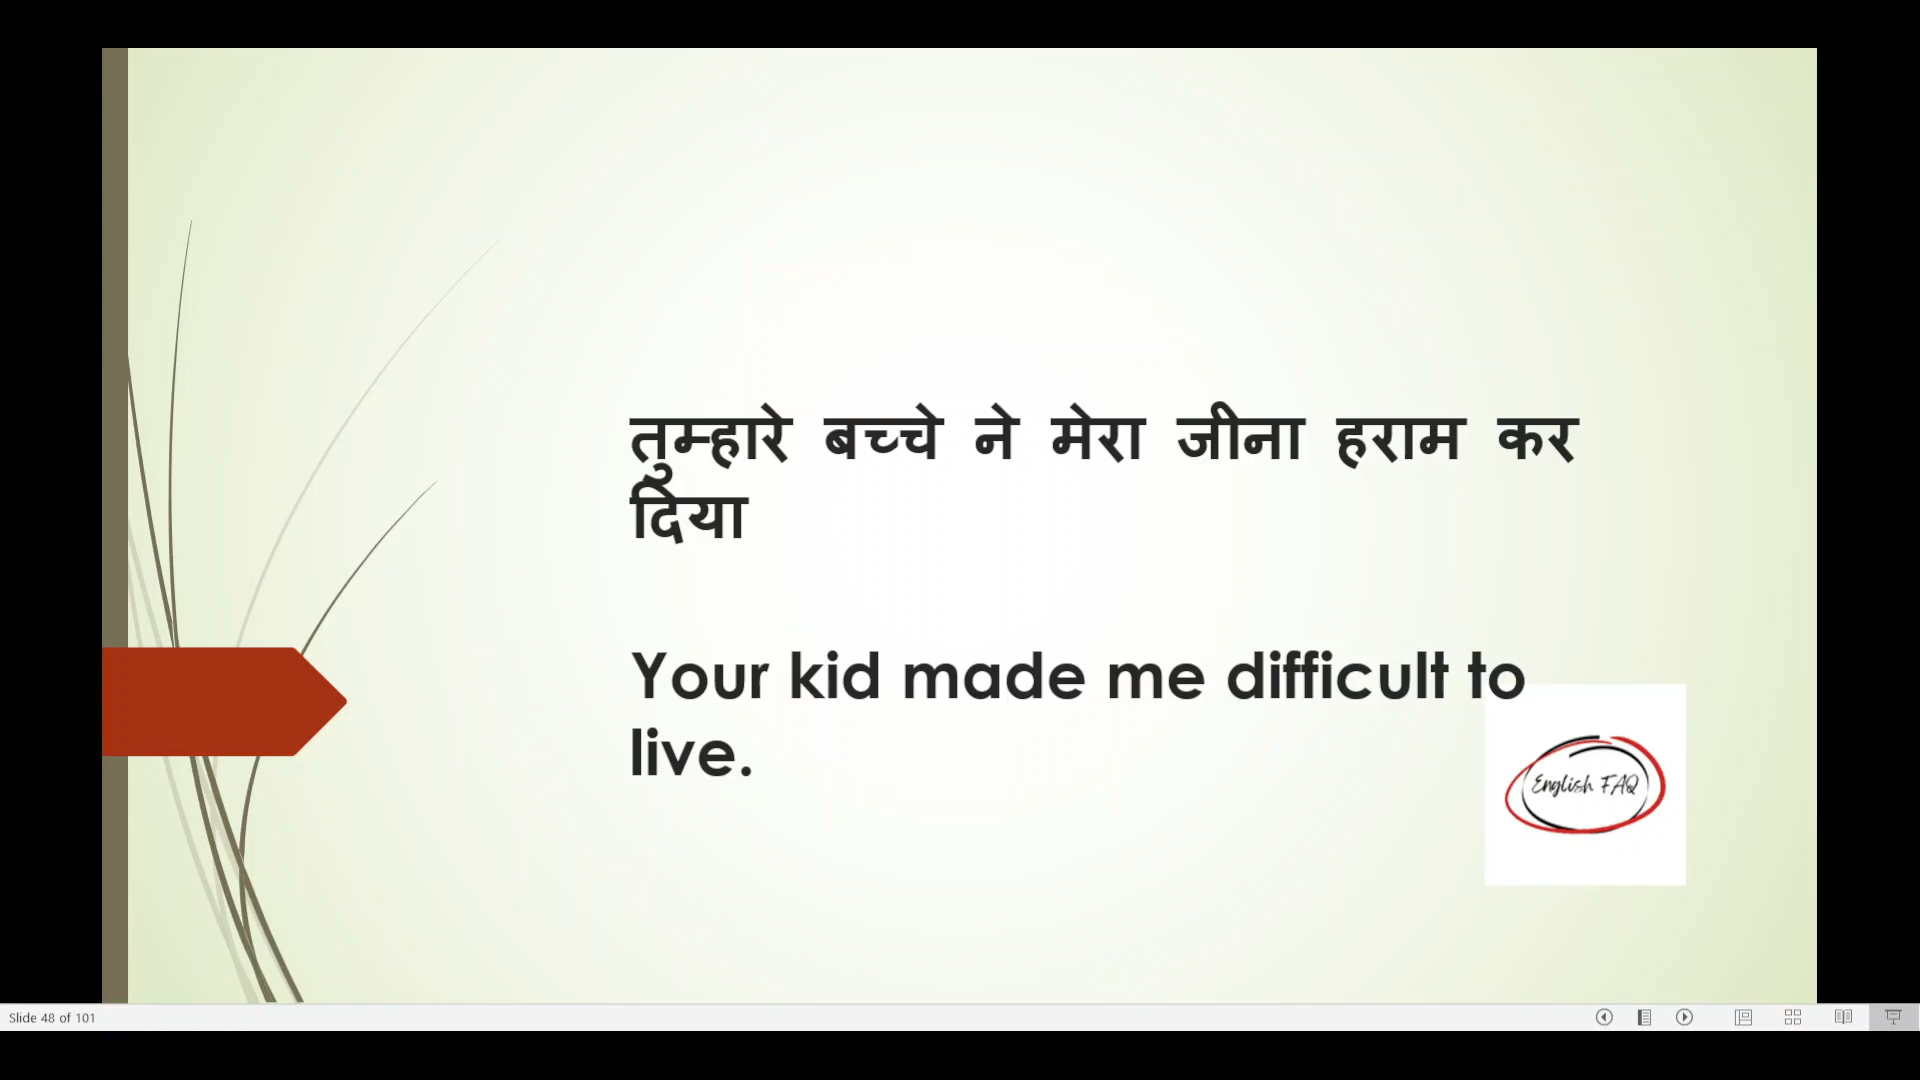 तुम्हारे बच्चे ने मेरा जीना हराम कर
दिया
Your kid made me difficult to
live.
English FAQ
Slide 48 of 101